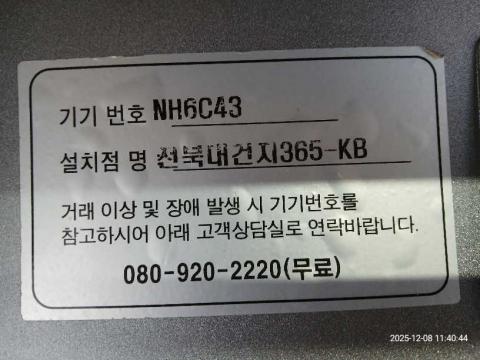 기기 번호 NH6C43
설치점 명 전북대건지365-KB
거래 이상 및 장애 발생 시 기기번호를
참고하시어 아래 고객상담실로 연락바랍니다.
080-920-2220(무료)
2025-12-08 11:40:44